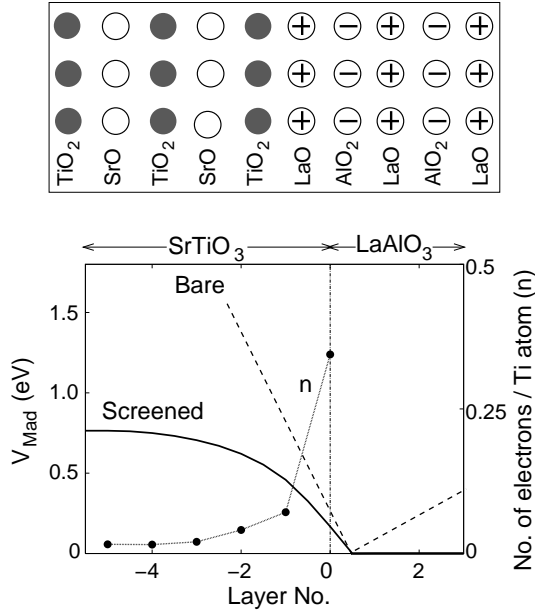 + − + − +
+ − + − +
+ − + − +
TiO2 SrO TiO2 SrO TiO2 LaO AlO2 LaO AlO2 LaO
SrTiO3 LaAlO3
Bare
n
Screened
VMad (eV)
1.5
1.0
0.5
0
No. of electrons / Ti atom (n)
0.5
0.25
0
−4 −2 0 2
Layer No.